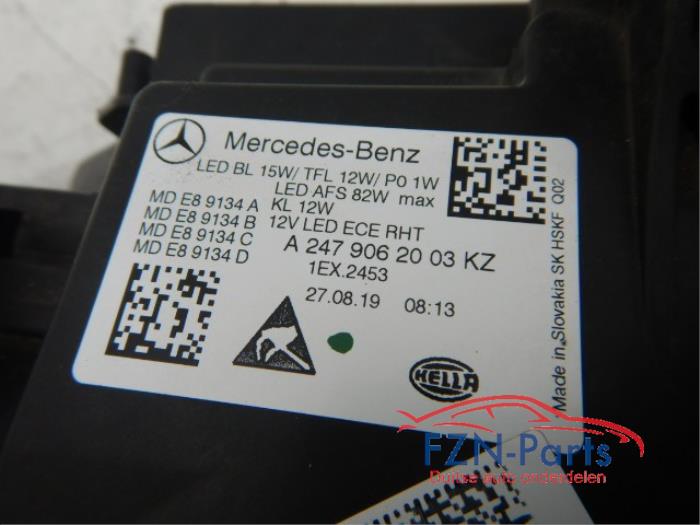 Mercedes-Benz
LED BL 15W/ TFL 12W/ P0 1W
LED AFS 82W max
KL 12W
12V LED ECE RHT
MD E8 9134 A
MD E8 9134 B
MD E8 9134 C
MD E8 9134 D
A 247 906 20 03 KZ
1EX.2453
27.08.19 08:13
HELLA
Made in Slovakia SK HSKF Q02
FZN-Parts
Duitse auto onderdelen